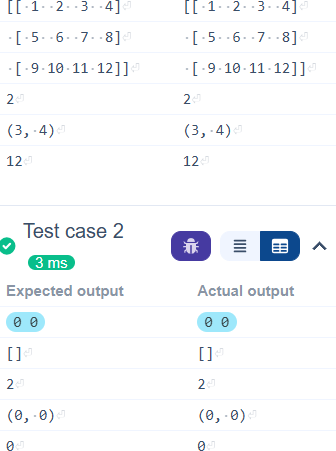 [[ 1  2  3  4] [[ 1  2  3  4]
 [ 5  6  7  8]  [ 5  6  7  8]
 [ 9 10 11 12]]  [ 9 10 11 12]]
2 2
(3, 4) (3, 4)
12 12
Test case 2
3 ms
Expected output Actual output
0 0 0 0
[] []
2 2
(0, 0) (0, 0)
0 0